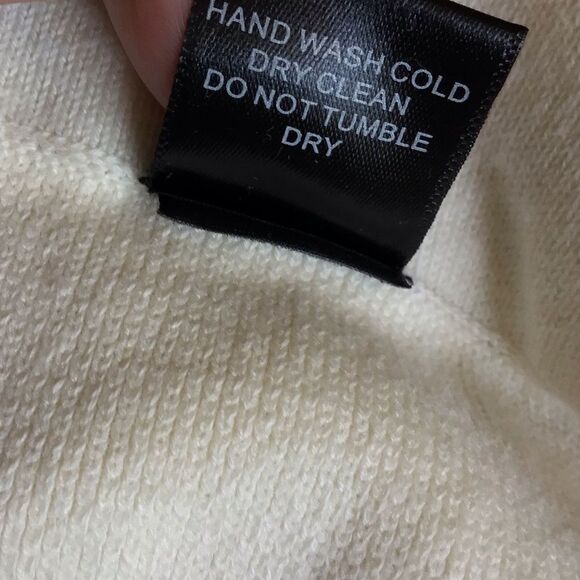 HAND WASH COLD
DRY CLEAN
DO NOT TUMBLE
DRY